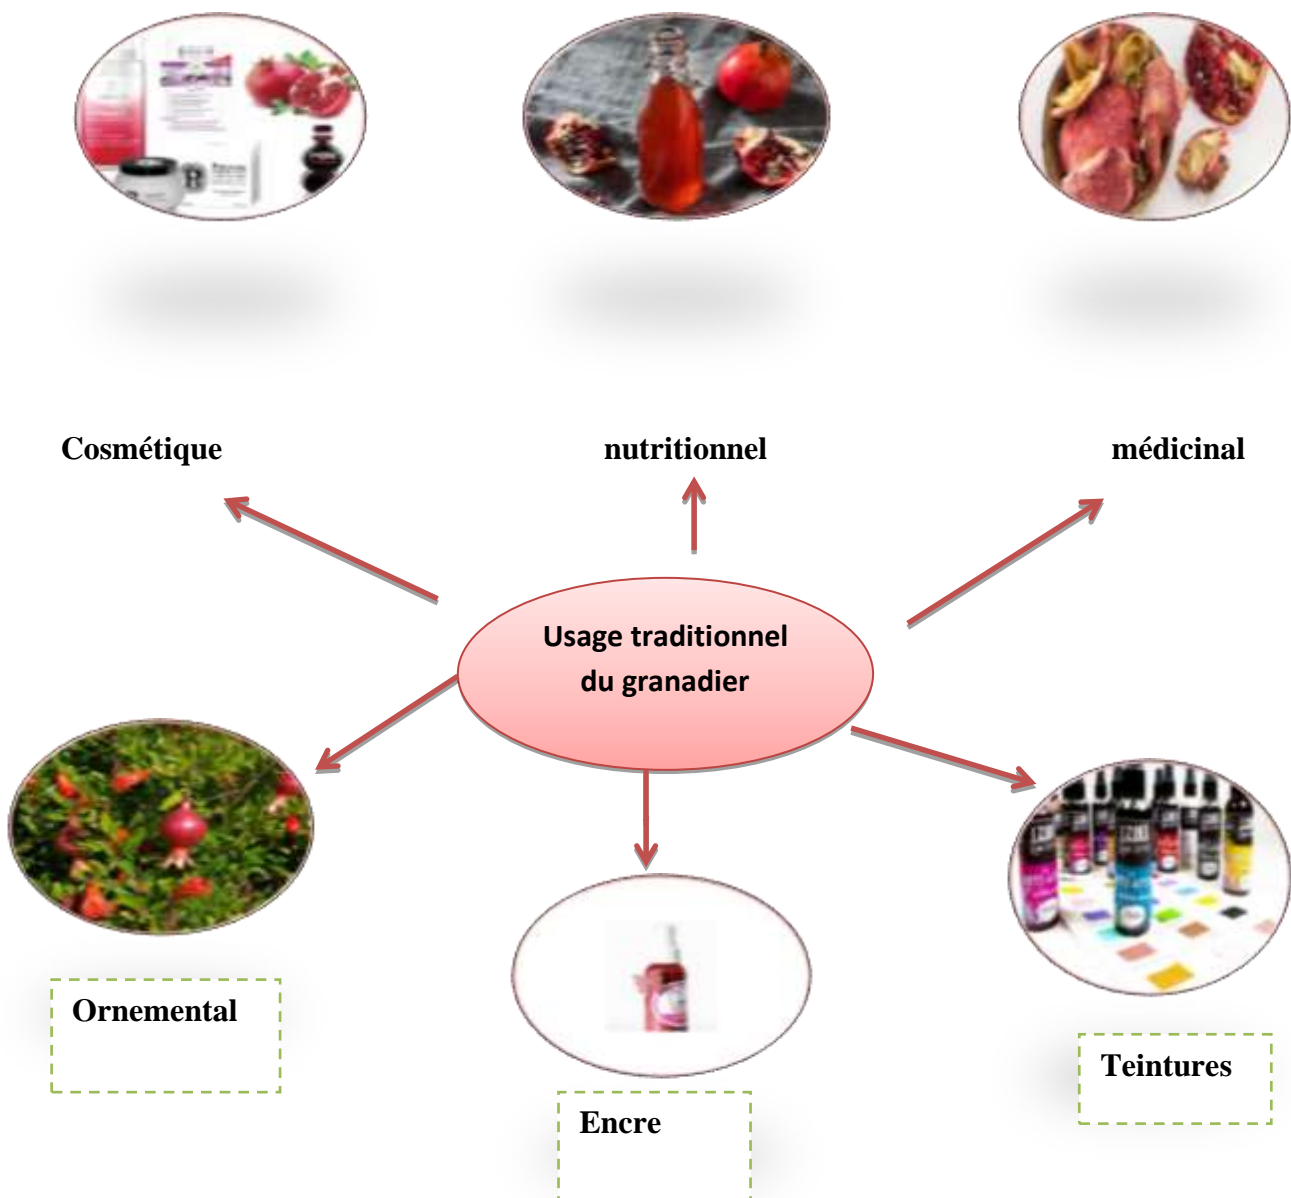 Cosmétique
nutritionnel
médicinal
Usage traditionnel
du granadier
Ornemental
Teintures
Encre